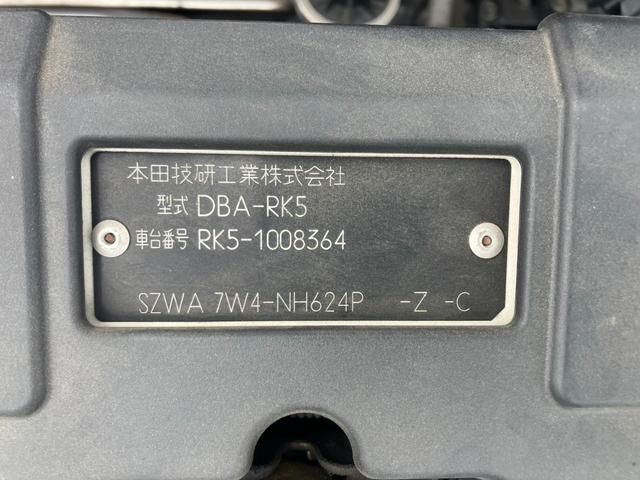 本田技研工業株式会社
型式 DBA-RK5
車台番号 RK5-1008364
SZWA 7W4-NH624P -Z -C